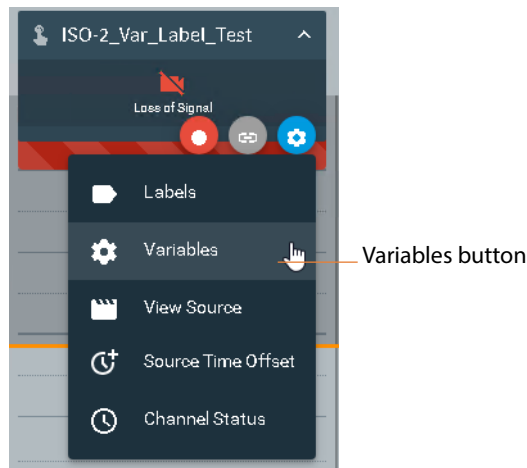 ISO-2_Var_Label_Test
Loss of Signal
Labels
Variables
Variables button
View Source
Source Time Offset
Channel Status